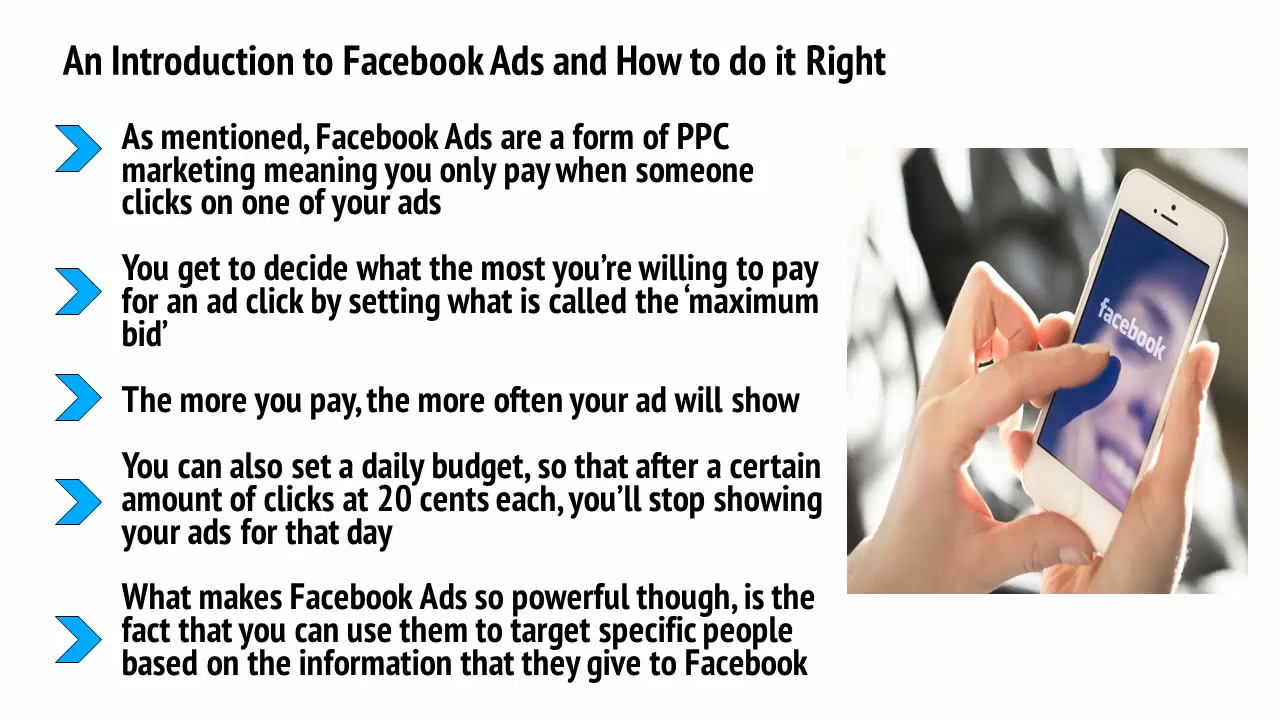 An Introduction to Facebook Ads and How to do it Right
As mentioned, Facebook Ads are a form of PPC
marketing meaning you only pay when someone
clicks on one of your ads
You get to decide what the most you’re willing to pay
for an ad click by setting what is called the ‘maximum
bid’
The more you pay, the more often your ad will show
You can also set a daily budget, so that after a certain
amount of clicks at 20 cents each, you’ll stop showing
your ads for that day
What makes Facebook Ads so powerful though, is the
fact that you can use them to target specific people
based on the information that they give to Facebook
facebook